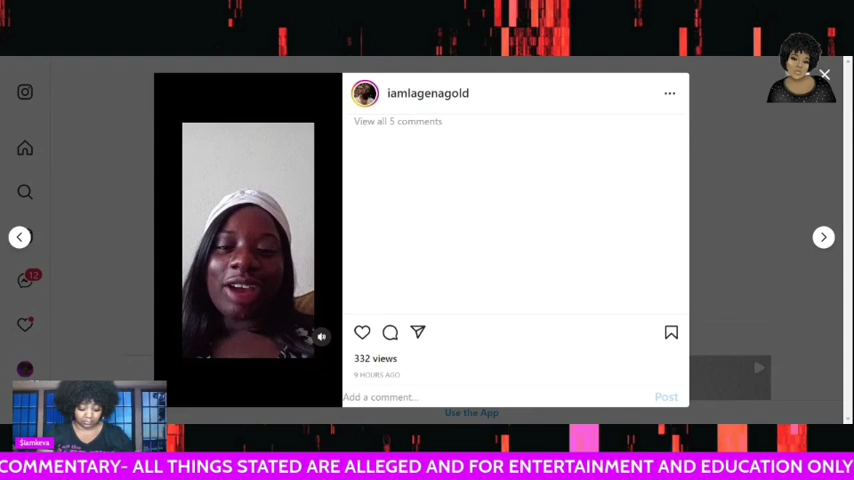 iamlagenagold
View all 5 comments
12
332 views
9 HOURS AGO
Add a comment...
Post
Use the App
$iamkeva
COMMENTARY- ALL THINGS STATED ARE ALLEGED AND FOR ENTERTAINMENT AND EDUCATION ONLY